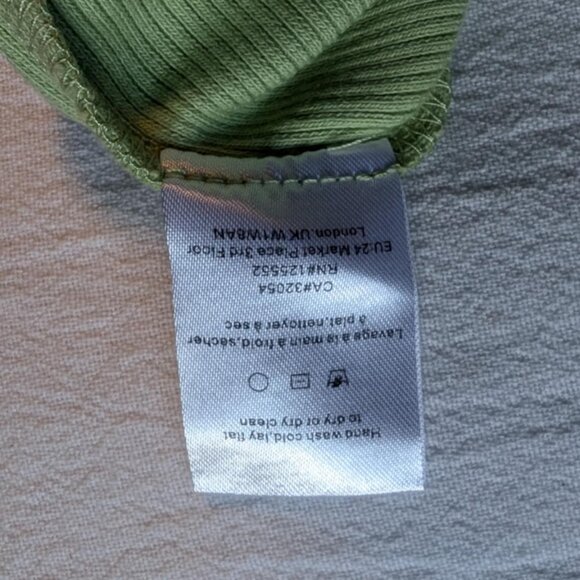 Hand wash cold,lay flat
to dry or dry clean
Lavage à la main à froid,sécher
à plat,nettoyer à sec
CA#32054
RN#125552
EU:24 Market Place 3rd Floor
London.UK W1W8AN